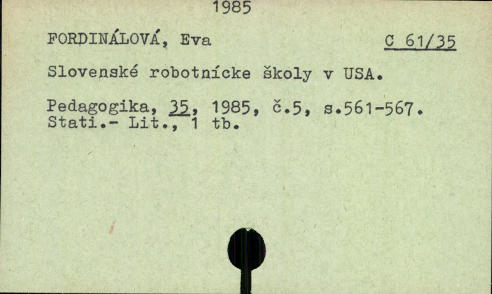 1985
FORDINÁLOVÁ, Eva C 61/35
Slovenské robotnícke školy v USA.
Pedagogika, 35, 1985, č.5, s.561-567.
Stati.- Lit., 1 tb.